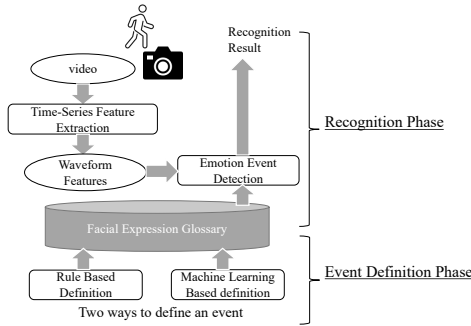 Recognition
Result
video
Time-Series Feature
Extraction
Recognition Phase
Waveform
Features
Emotion Event
Detection
Facial Expression Glossary
Rule Based
Definition
Machine Learning
Based definition
Event Definition Phase
Two ways to define an event